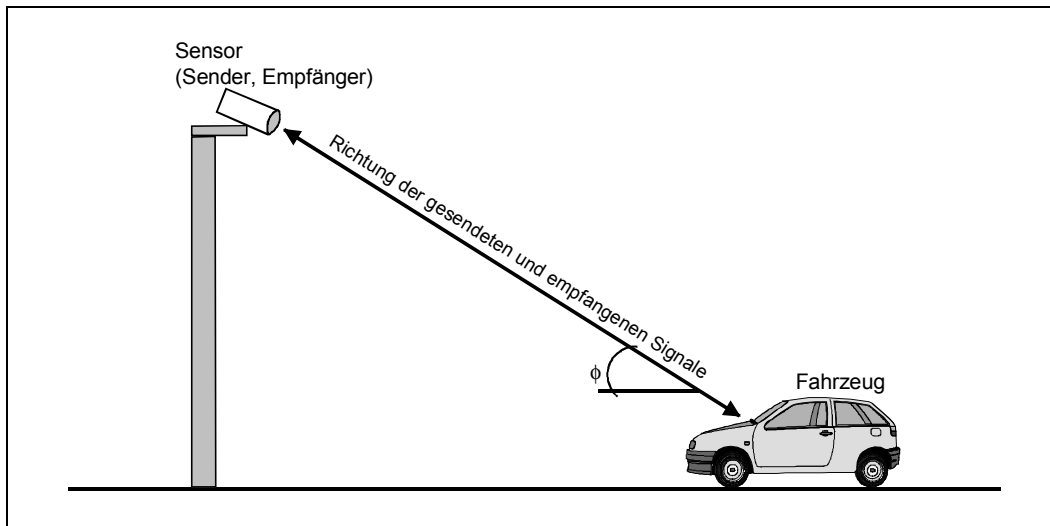 Sensor
(Sender, Empfänger)
Richtung der gesendeten und empfangenen Signale
ϕ
Fahrzeug